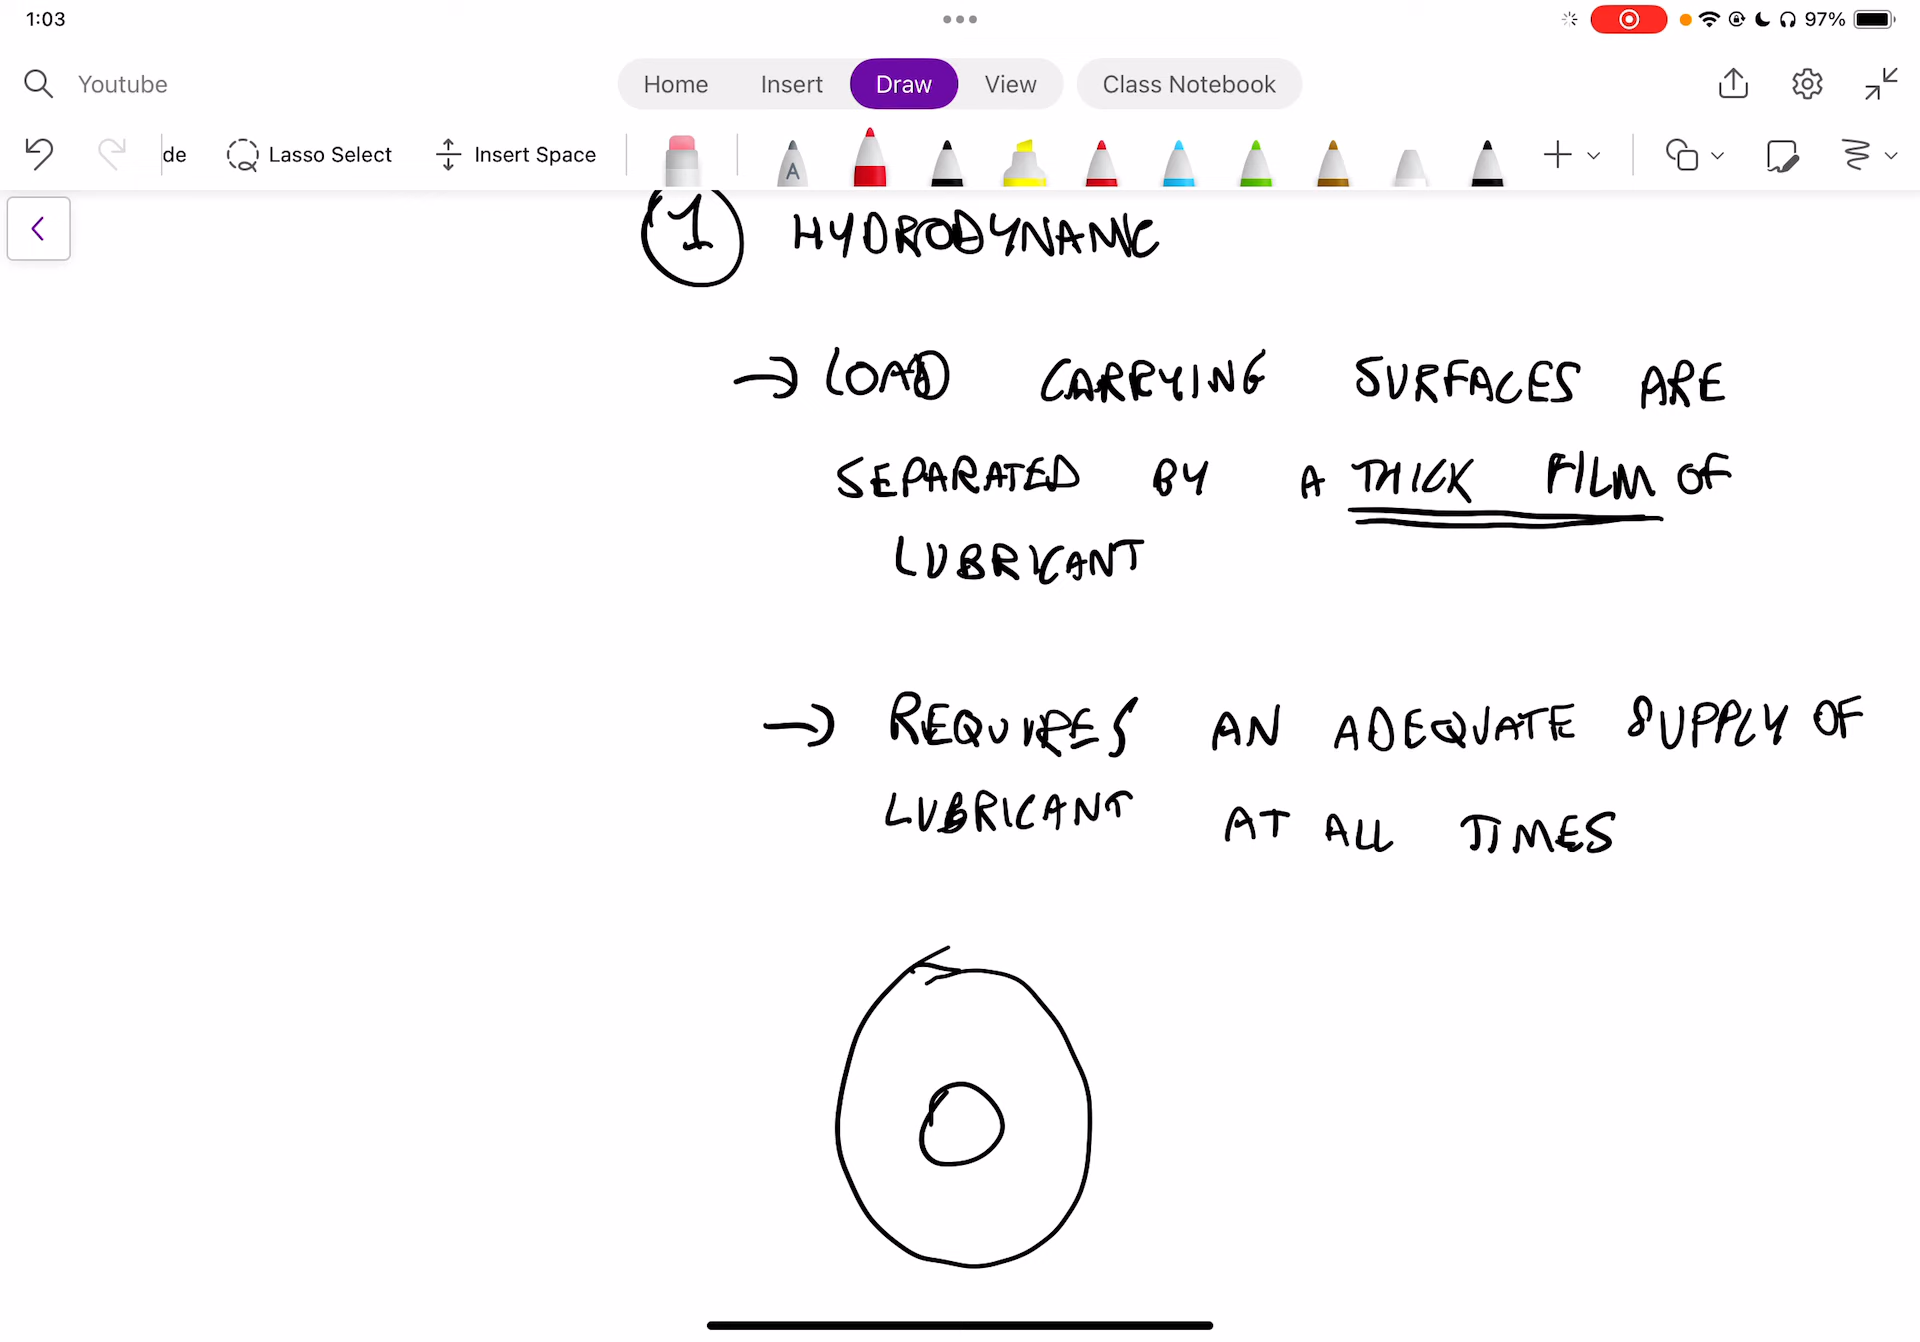 1:03
97%
Youtube
Home Insert Draw View Class Notebook
de Lasso Select Insert Space
A
1 HYDRODYNAMIC
→ LOAD CARRYING SURFACES ARE
SEPARATED BY A THICK FILM OF
LUBRICANT
→ REQUIRES AN ADEQUATE SUPPLY OF
LUBRICANT AT ALL TIMES